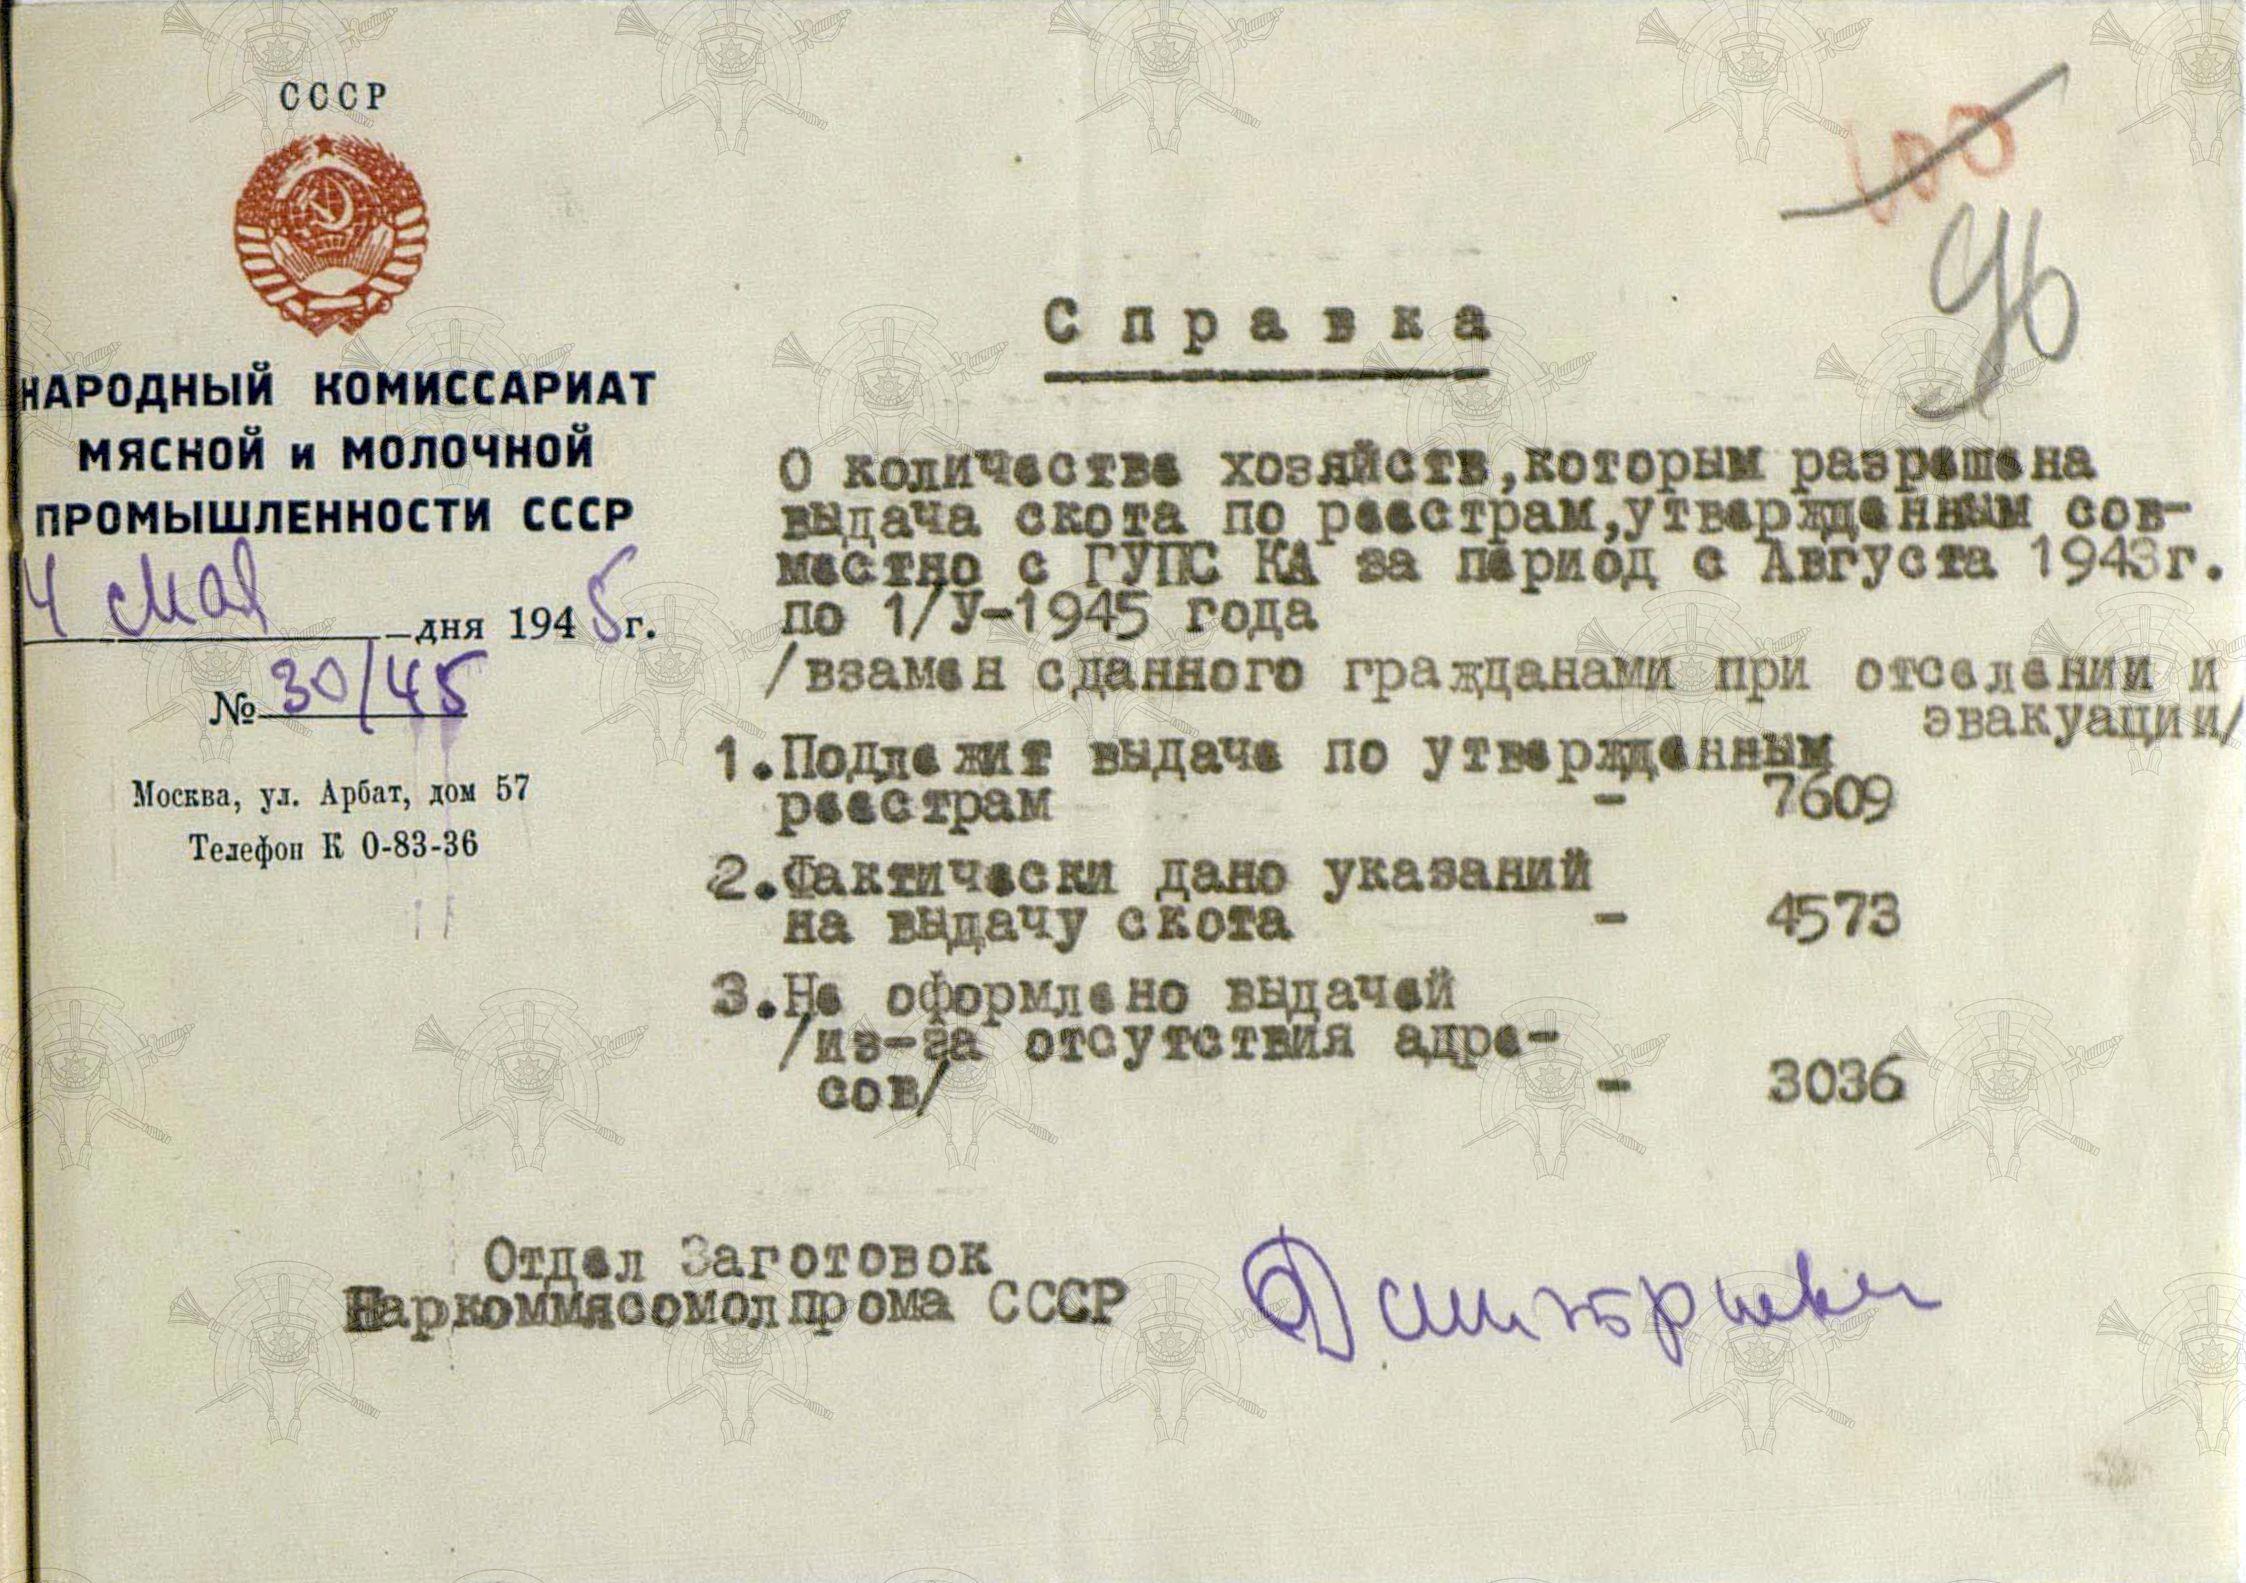 СССР
НАРОДНЫЙ КОМИССАРИАТ
МЯСНОЙ и МОЛОЧНОЙ
ПРОМЫШЛЕННОСТИ СССР
4 мая дня 1945г.
№ 30/45
Москва, ул. Арбат, дом 57
Телефон К 0-83-36
100
96
Справка
О количестве хозяйств,которым разрешена
выдача скота по реестрам,утвержденным сов-
местно с ГУПС КА за период с Августа 1943г.
по 1/У-1945 года
/взамен сданного гражданами при отселении и
эвакуации/
1.Подлежит выдаче по утвержденным
реестрам - 7609
2.Фактически дано указаний
на выдачу скота - 4573
3.Не оформлено выдачей
/из-за отсутствия адре-
сов/ - 3036
Отдел Заготовок
Наркоммясомолпрома СССР